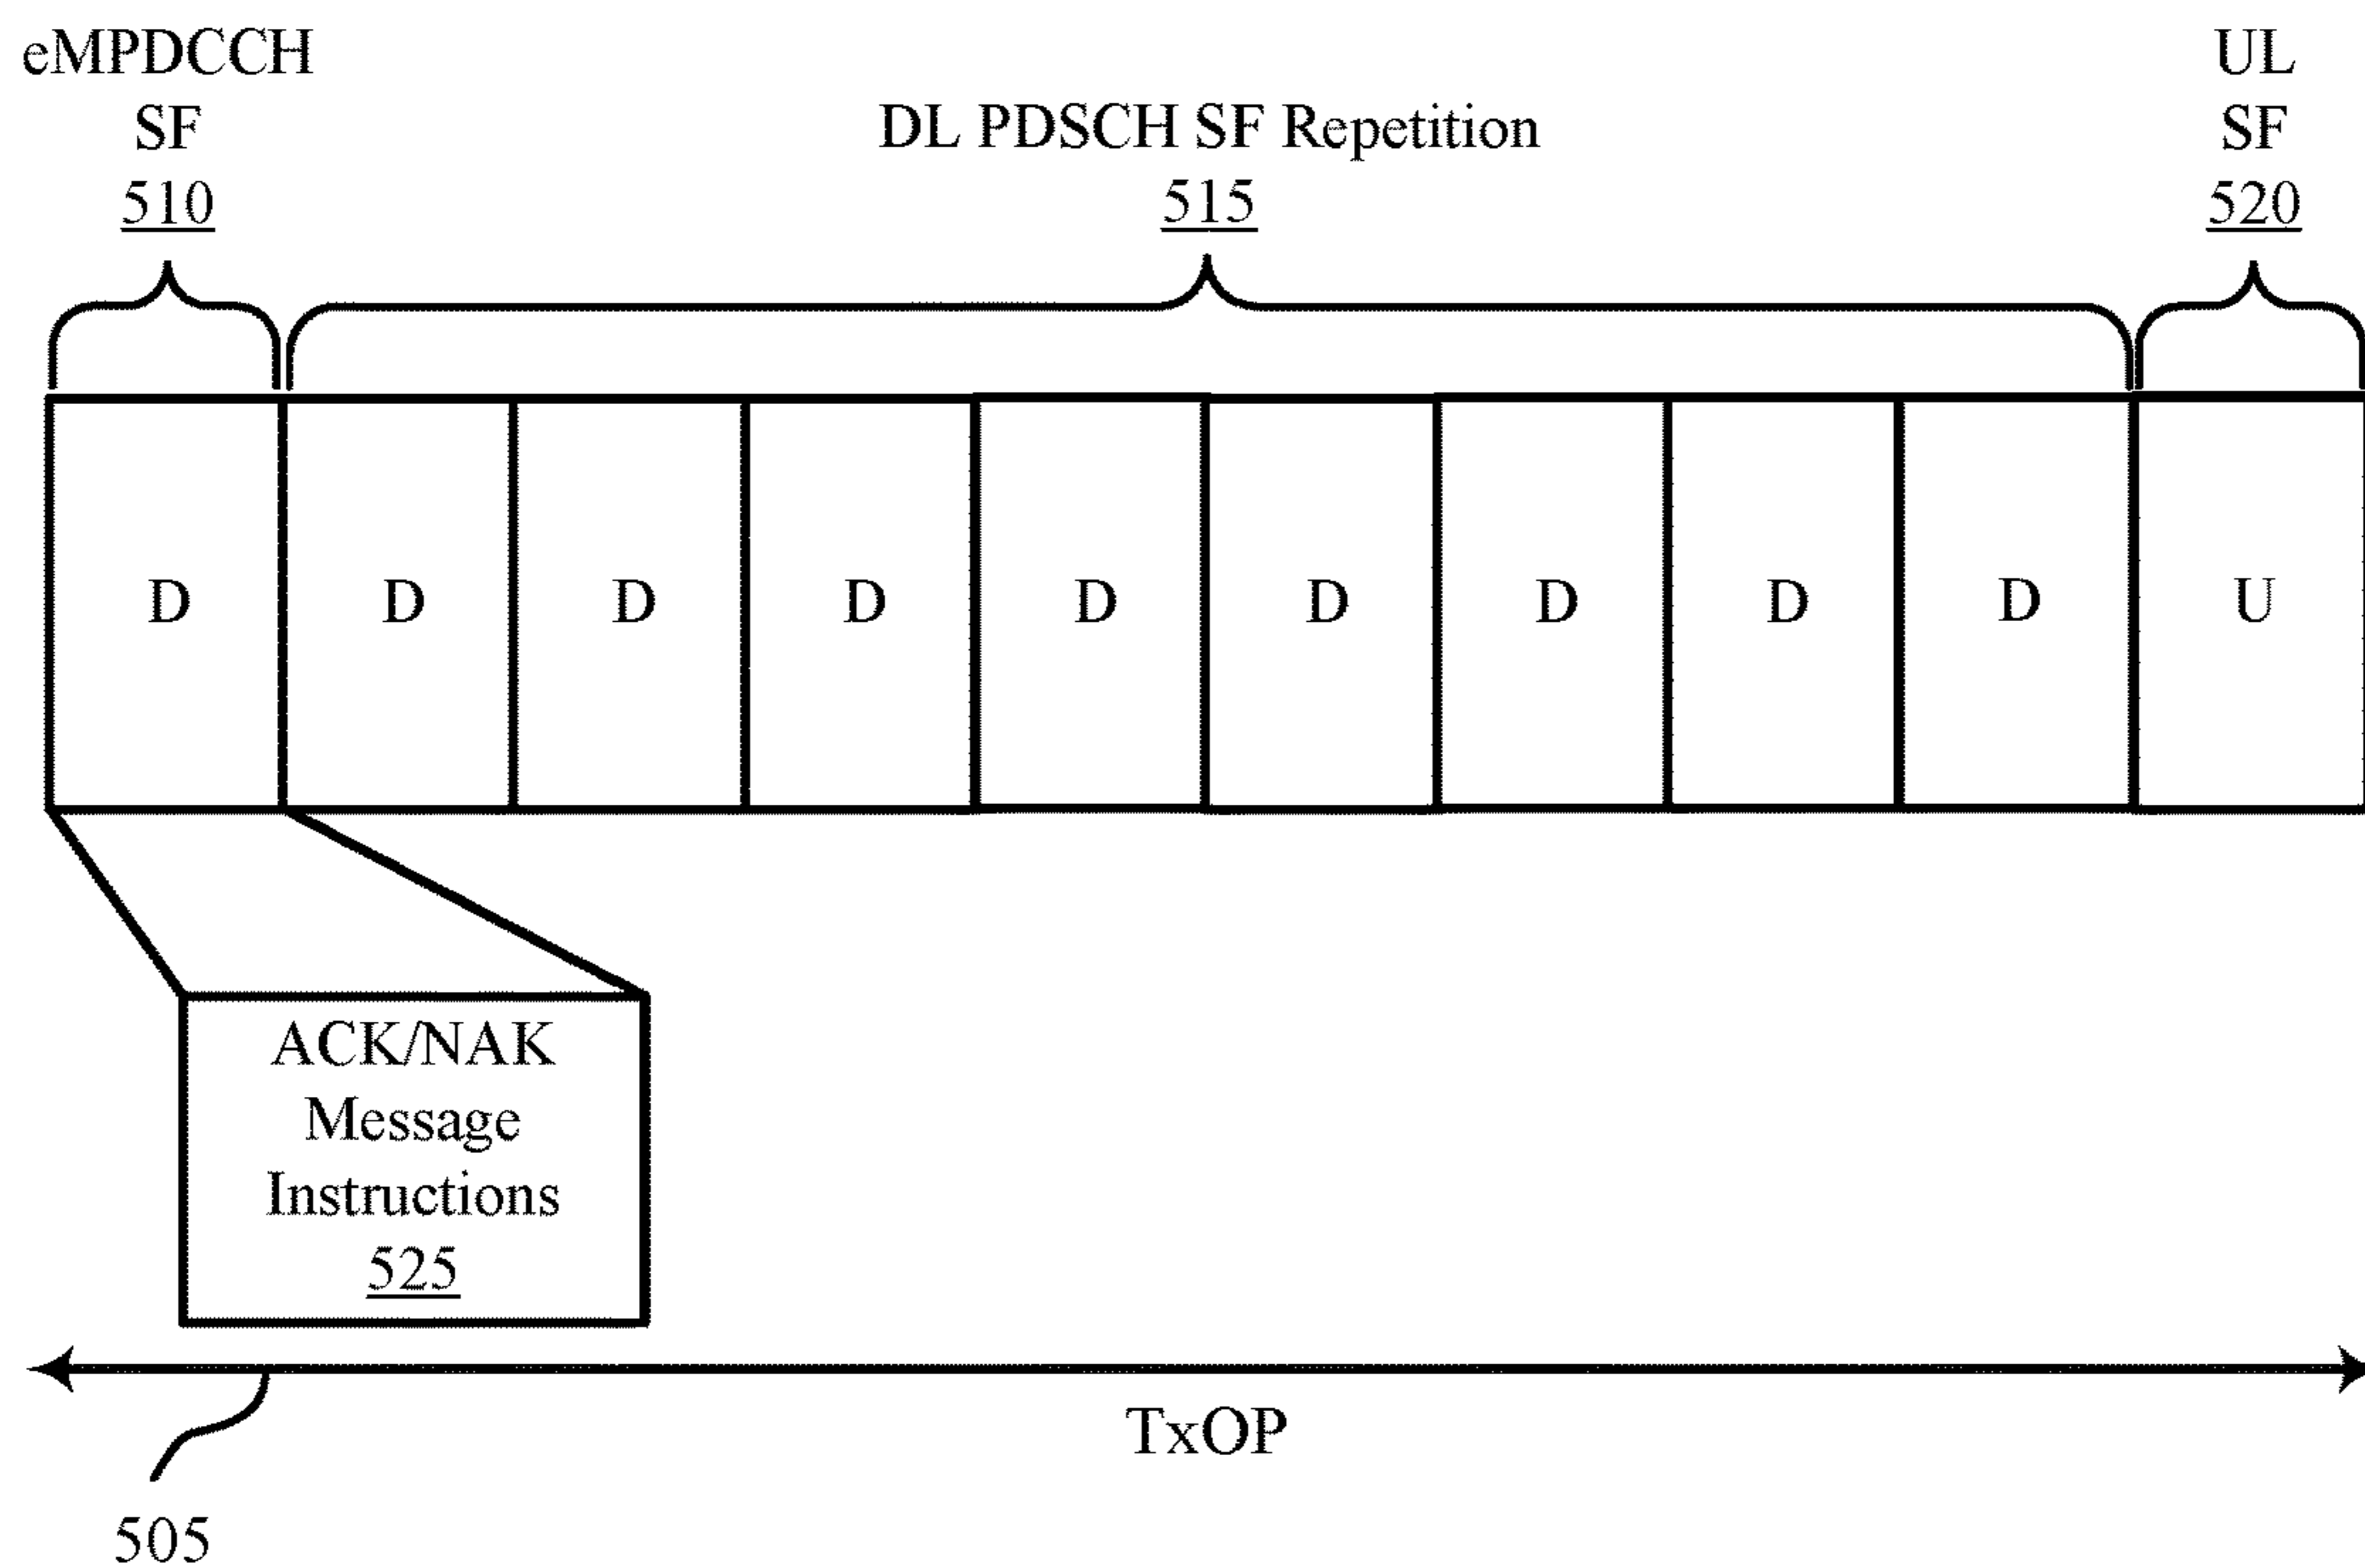 eMPDCCH
SF
510
DL PDSCH SF Repetition
515
UL
SF
520
D D D D D D D D D U
ACK/NAK
Message
Instructions
525
TxOP
505